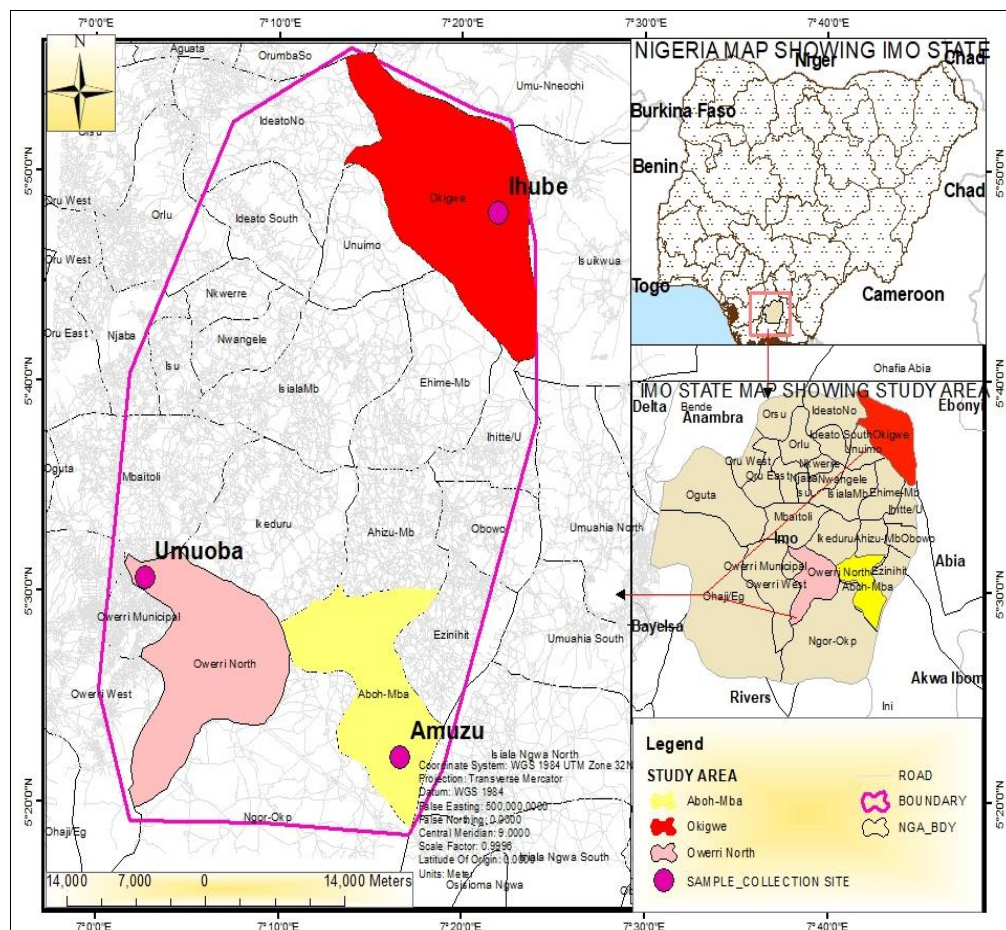 7°0'0"E
7°10'0"E
7°20'0"E
7°30'0"E
7°40'0"E
N
Aguata
OrumbaSo
Umu-Nneochi
IdeatoNo
5°50'0"N
Oru West
Orlu
Ideato South
Okigwe
Ihube
Unuimo
Isuikwua
Oru West
Nkwerre
Oru East
Njaba
Nwangele
Isu
IsialaMb
Ehime-Mb
5°40'0"N
Ihitte/U
Oguta
Mbaitoli
Ikeduru
Ahizu-Mb
Obowo
Umuahia North
Umuoba
5°30'0"N
Owerri Municipal
Ezinihit
Umuahia South
Owerri North
Owerri West
Aboh-Mba
Amuzu
Isiala Ngwa North
Coordinate System: WGS 1984 UTM Zone 32N
Projection: Transverse Mercator
Datum: WGS 1984
False Easting: 500,000.0000
False Northing: 0.0000
Central Meridian: 9.0000
Scale Factor: 0.9996
Latitude Of Origin: 0.0000
Units: Meter
5°20'0"N
Ngor-Okp
Ohaji/Eg
Isiala Ngwa South
Osisioma Ngwa
14,000 7,000 0 14,000 Meters
7°0'0"E
7°10'0"E
7°20'0"E
7°30'0"E
7°40'0"E
NIGERIA MAP SHOWING IMO STATE
Niger
Chad
Burkina Faso
Benin
5°50'0"N
Chad
Togo
Cameroon
Ohafia Abia
5°40'0"N
IMO STATE MAP SHOWING STUDY AREA
Delta
Bende
Anambra
Ebonyi
Orsu
IdeatoNo
Orlu
Ideato South
Okigwe
Unuimo
Oru West
Nkwerre
Oru East
Njaba
Nwangele
Isu
IsialaMb
Ehime-Mb
Oguta
Ihitte/U
Mbaitoli
Imo
Ikeduru
Ahizu-Mb
Obowo
Abia
Owerri Municipal
Owerri North
Ezinihit
Owerri West
Aboh-Mba
Ohaji/Eg
5°30'0"N
Bayelsa
Ngor-Okp
Akwa Ibom
Rivers
Ini
Legend
STUDY AREA
Aboh-Mba
Okigwe
Owerri North
SAMPLE_COLLECTION SITE
ROAD
BOUNDARY
NGA_BDY
5°20'0"N